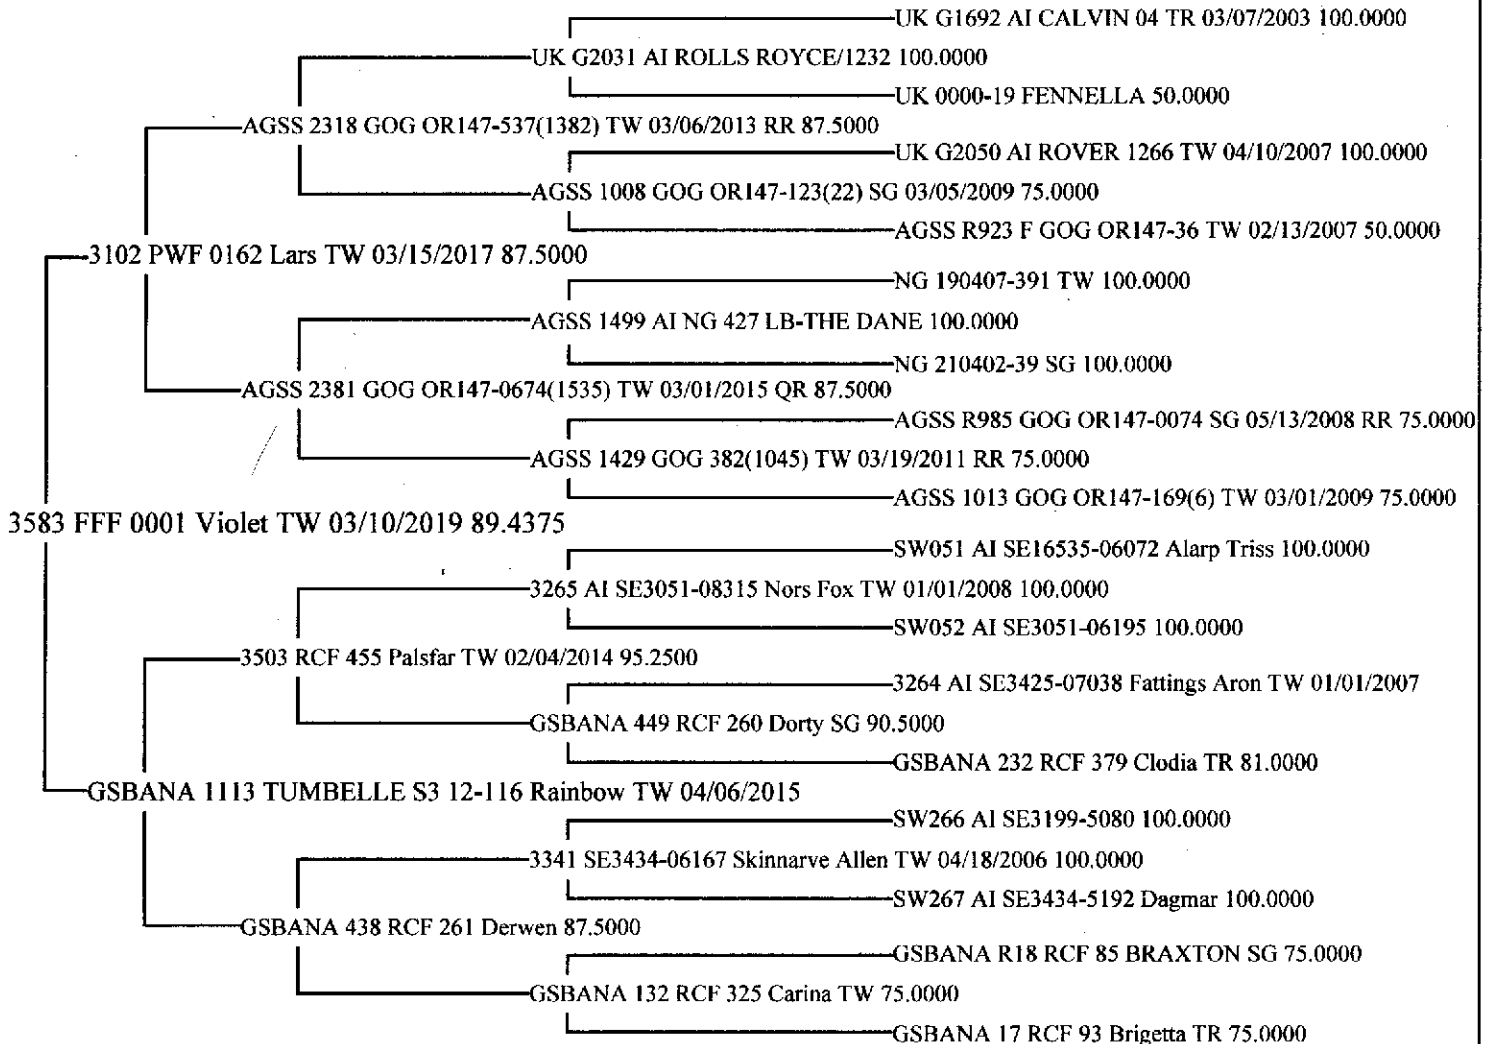 UK G1692 AI CALVIN 04 TR 03/07/2003 100.0000
UK G2031 AI ROLLS ROYCE/1232 100.0000
UK 0000-19 FENNELLA 50.0000
AGSS 2318 GOG OR147-537(1382) TW 03/06/2013 RR 87.5000
UK G2050 AI ROVER 1266 TW 04/10/2007 100.0000
AGSS 1008 GOG OR147-123(22) SG 03/05/2009 75.0000
AGSS R923 F GOG OR147-36 TW 02/13/2007 50.0000
3102 PWF 0162 Lars TW 03/15/2017 87.5000
NG 190407-391 TW 100.0000
AGSS 1499 AI NG 427 LB-THE DANE 100.0000
NG 210402-39 SG 100.0000
AGSS 2381 GOG OR147-0674(1535) TW 03/01/2015 QR 87.5000
AGSS R985 GOG OR147-0074 SG 05/13/2008 RR 75.0000
AGSS 1429 GOG 382(1045) TW 03/19/2011 RR 75.0000
AGSS 1013 GOG OR147-169(6) TW 03/01/2009 75.0000
3583 FFF 0001 Violet TW 03/10/2019 89.4375
SW051 AI SE16535-06072 Alarp Triss 100.0000
3265 AI SE3051-08315 Nors Fox TW 01/01/2008 100.0000
SW052 AI SE3051-06195 100.0000
3503 RCF 455 Palsfar TW 02/04/2014 95.2500
3264 AI SE3425-07038 Fattings Aron TW 01/01/2007
GSBANA 449 RCF 260 Dorty SG 90.5000
GSBANA 232 RCF 379 Clodia TR 81.0000
GSBANA 1113 TUMBELLE S3 12-116 Rainbow TW 04/06/2015
SW266 AI SE3199-5080 100.0000
3341 SE3434-06167 Skinnarve Allen TW 04/18/2006 100.0000
SW267 AI SE3434-5192 Dagmar 100.0000
GSBANA 438 RCF 261 Derwen 87.5000
GSBANA R18 RCF 85 BRAXTON SG 75.0000
GSBANA 132 RCF 325 Carina TW 75.0000
GSBANA 17 RCF 93 Brigetta TR 75.0000